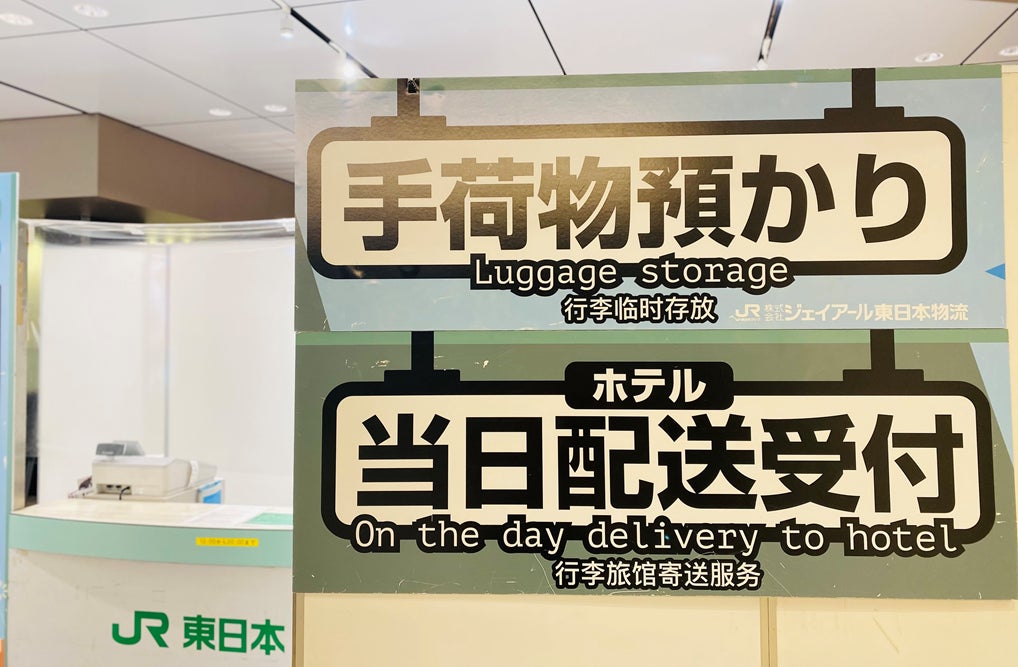 手荷物預かり
Luggage storage
行李临时存放
JR 株式会社ジェイアール東日本物流
ホテル
当日配送受付
On the day delivery to hotel
行李旅馆寄送服务
JR 東日本